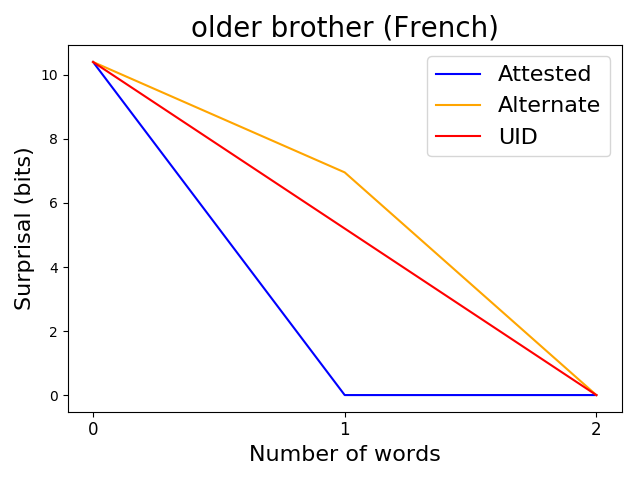 older brother (French)
Attested
Alternate
UID
Surprisal (bits)
10
8
6
4
2
0
0 1 2
Number of words